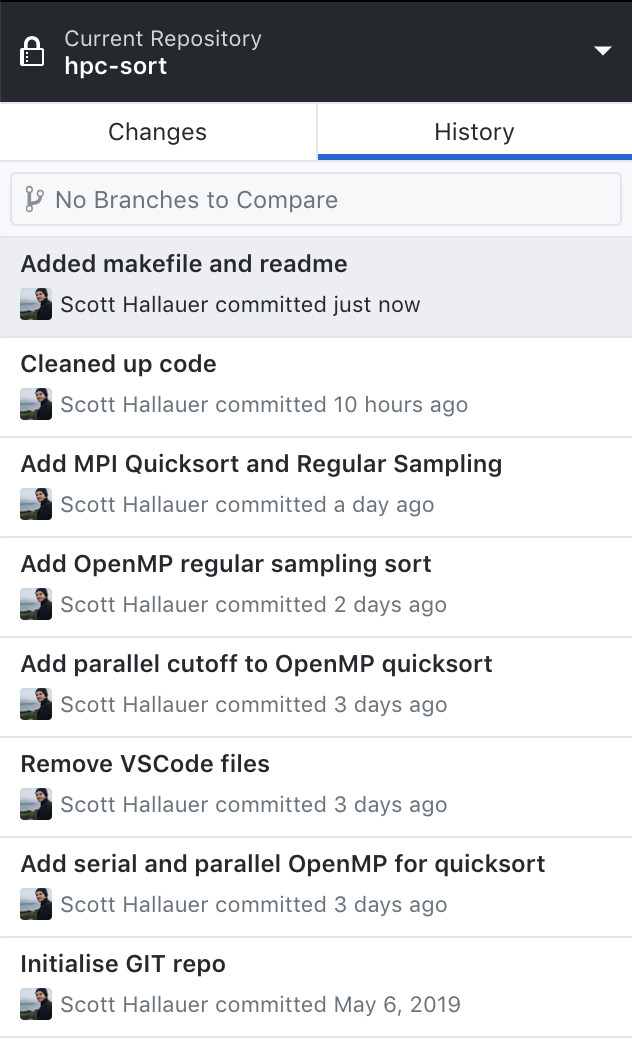 Current Repository
hpc-sort
Changes
History
No Branches to Compare
Added makefile and readme
Scott Hallauer committed just now
Cleaned up code
Scott Hallauer committed 10 hours ago
Add MPI Quicksort and Regular Sampling
Scott Hallauer committed a day ago
Add OpenMP regular sampling sort
Scott Hallauer committed 2 days ago
Add parallel cutoff to OpenMP quicksort
Scott Hallauer committed 3 days ago
Remove VSCode files
Scott Hallauer committed 3 days ago
Add serial and parallel OpenMP for quicksort
Scott Hallauer committed 3 days ago
Initialise GIT repo
Scott Hallauer committed May 6, 2019